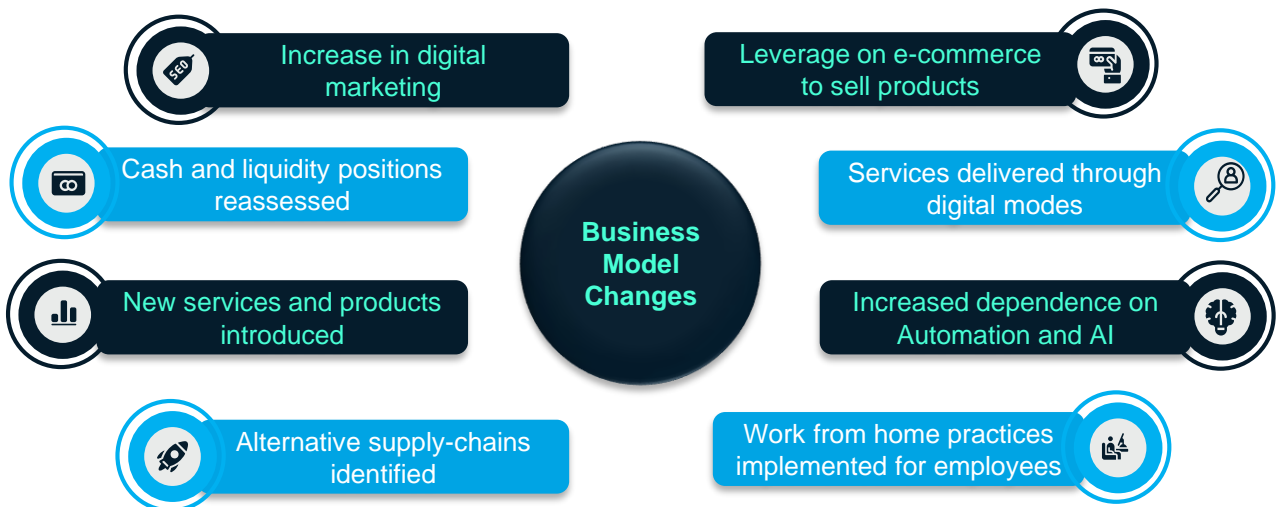 SEO
Increase in digital
marketing
Leverage on e-commerce
to sell products
Cash and liquidity positions
reassessed
Services delivered through
digital modes
Business
Model
Changes
New services and products
introduced
Increased dependence on
Automation and AI
Alternative supply-chains
identified
Work from home practices
implemented for employees